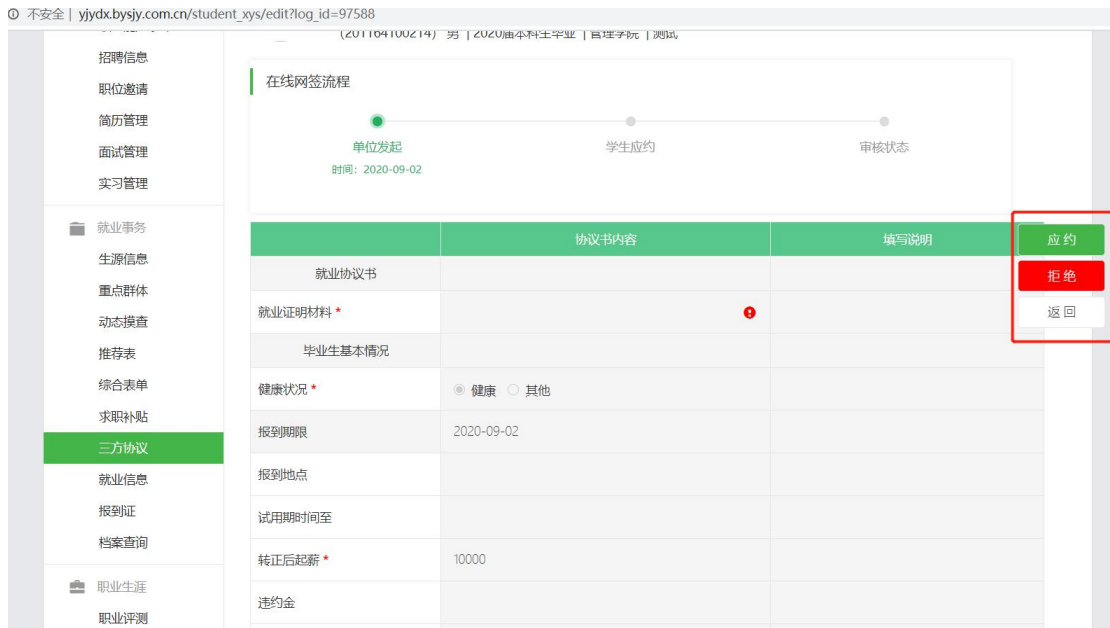 不安全 | yjydx.bysjy.com.cn/student_xys/edit?log_id=97588
(201164100214) 男 | 2020届本科生毕业 | 管理学院 | 测试
招聘信息
职位邀请
简历管理
面试管理
实习管理
就业事务
生源信息
重点群体
动态摸查
推荐表
综合表单
求职补贴
三方协议
就业信息
报到证
档案查询
职业生涯
职业评测
在线网签流程
单位发起
时间：2020-09-02
学生应约
审核状态
协议书内容 填写说明
就业协议书
就业证明材料 *
毕业生基本情况
健康状况 * 健康 其他
报到期限 2020-09-02
报到地点
试用期时间至
转正后起薪 * 10000
违约金
应 约
拒 绝
返 回